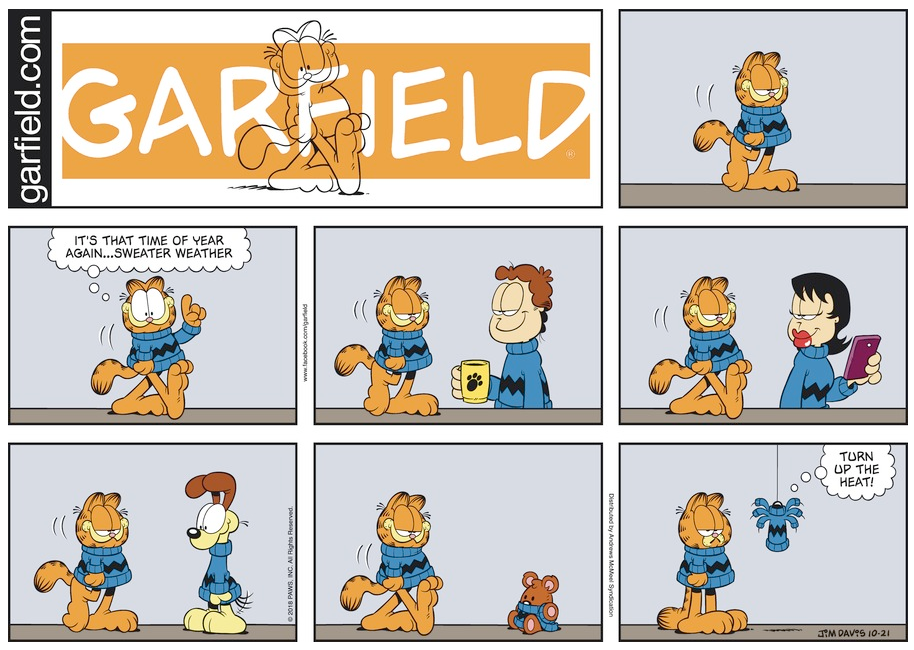 garfield.com
GARFIELD
®
IT'S THAT TIME OF YEAR
AGAIN...SWEATER WEATHER
www.facebook.com/garfield
© 2018 PAWS, INC. All Rights Reserved.
Distributed by Andrews McMeel Syndication
TURN
UP THE
HEAT!
JIM DAVIS 10-21